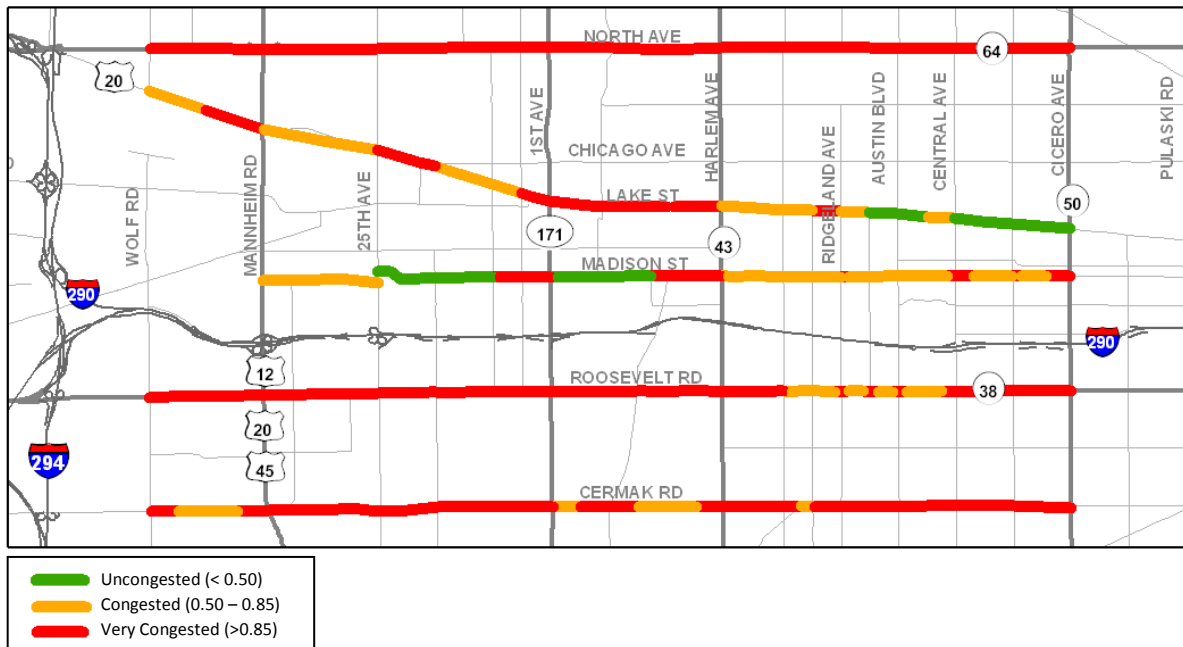 NORTH AVE
64
20
1ST AVE
HARLEM AVE
AUSTIN BLVD
CENTRAL AVE
CICERO AVE
PULASKI RD
CHICAGO AVE
WOLF RD
MANNHEIM RD
25TH AVE
LAKE ST
RIDGELAND AVE
50
171
43
MADISON ST
290
290
12
ROOSEVELT RD
38
20
294
45
CERMAK RD
Uncongested (< 0.50)
Congested (0.50 – 0.85)
Very Congested (>0.85)